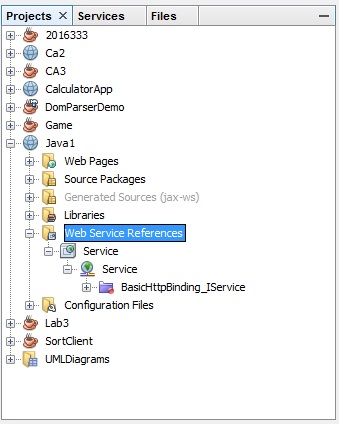 Projects Services Files
2016333
Ca2
CA3
CalculatorApp
DomParserDemo
Game
Java1
Web Pages
Source Packages
Generated Sources (jax-ws)
Libraries
Web Service References
Service
Service
BasicHttpBinding_IService
Configuration Files
Lab3
SortClient
UMLDiagrams